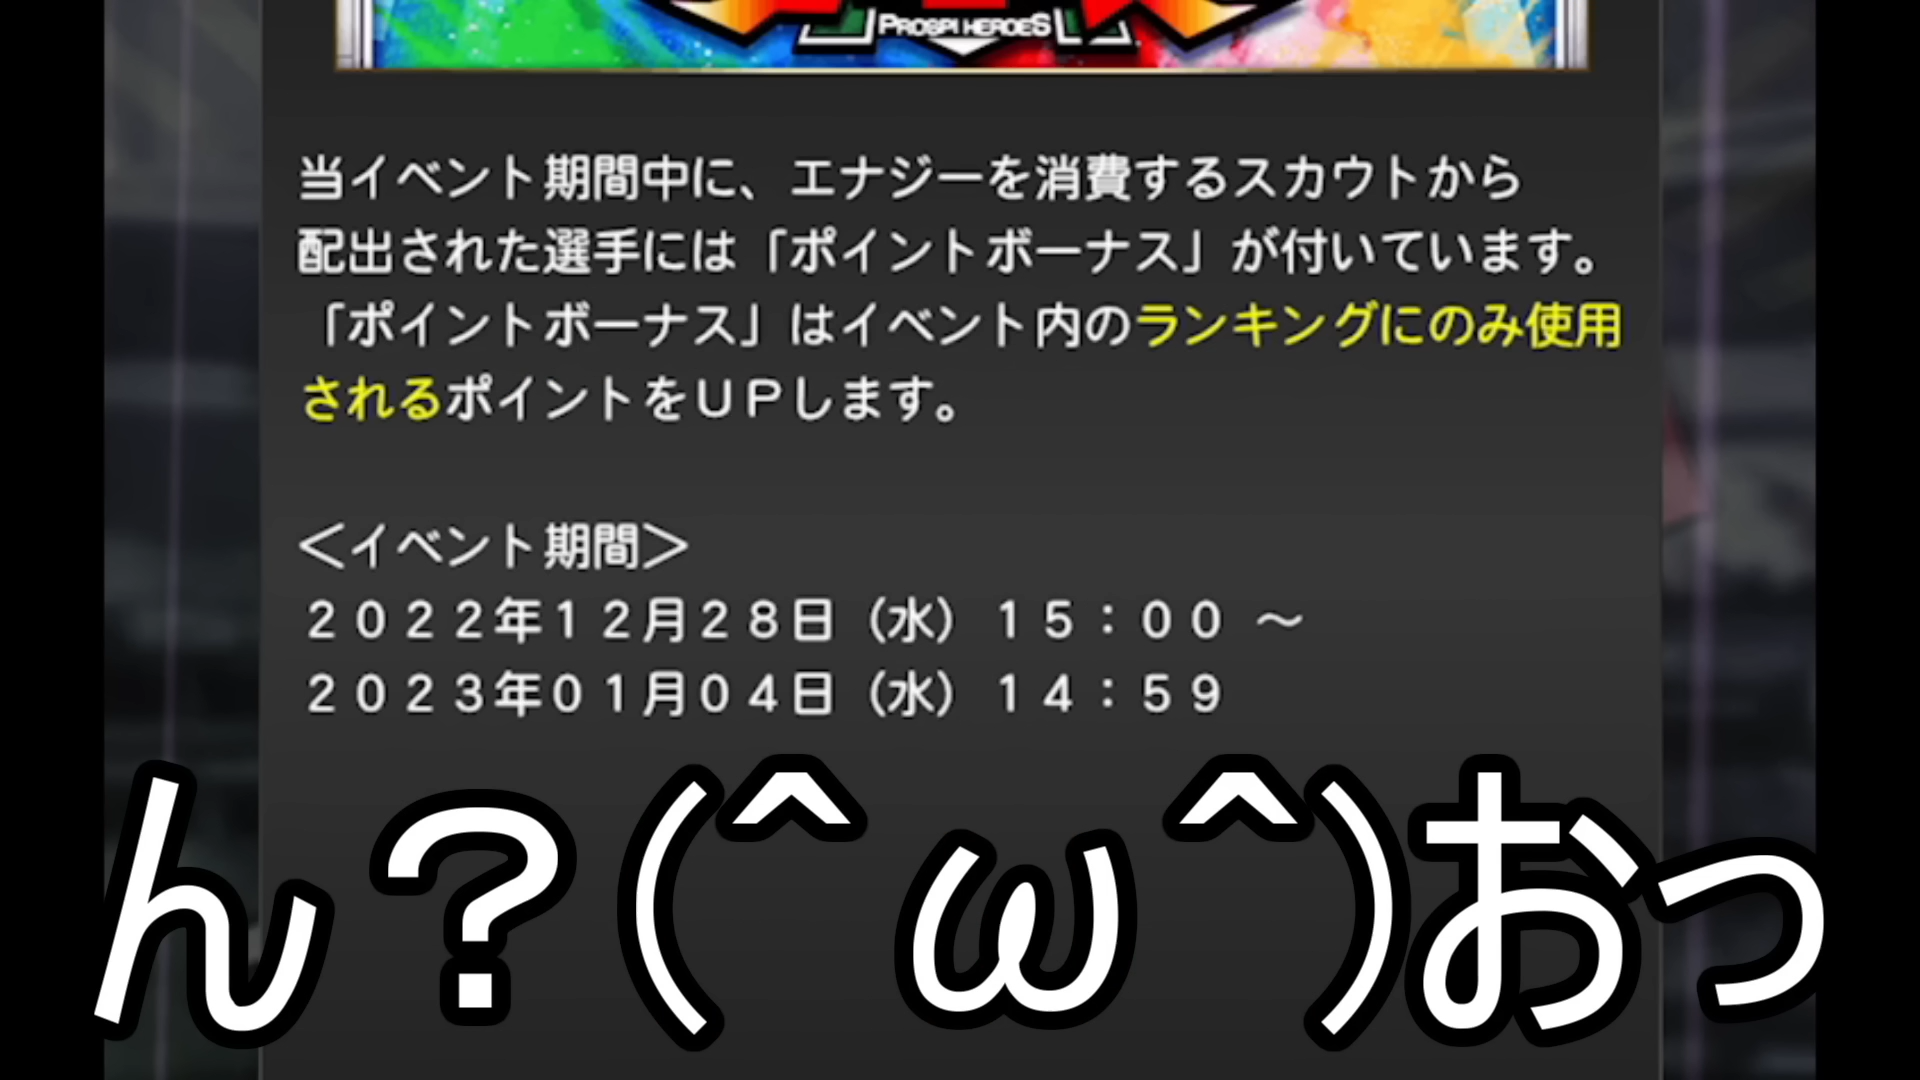 PROSPI HEROES
当イベント期間中に、エナジーを消費するスカウトから
配出された選手には「ポイントボーナス」が付いています。
「ポイントボーナス」はイベント内のランキングにのみ使用
されるポイントをＵＰします。
＜イベント期間＞
２０２２年１２月２８日（水）１５：００ ～
２０２３年０１月０４日（水）１４：５９
ん？(＾ω＾)おっ